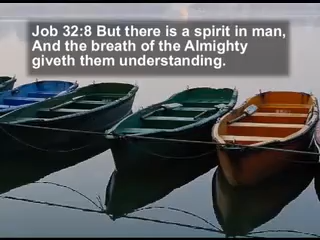 Job 32:8 But there is a spirit in man,
And the breath of the Almighty
giveth them understanding.